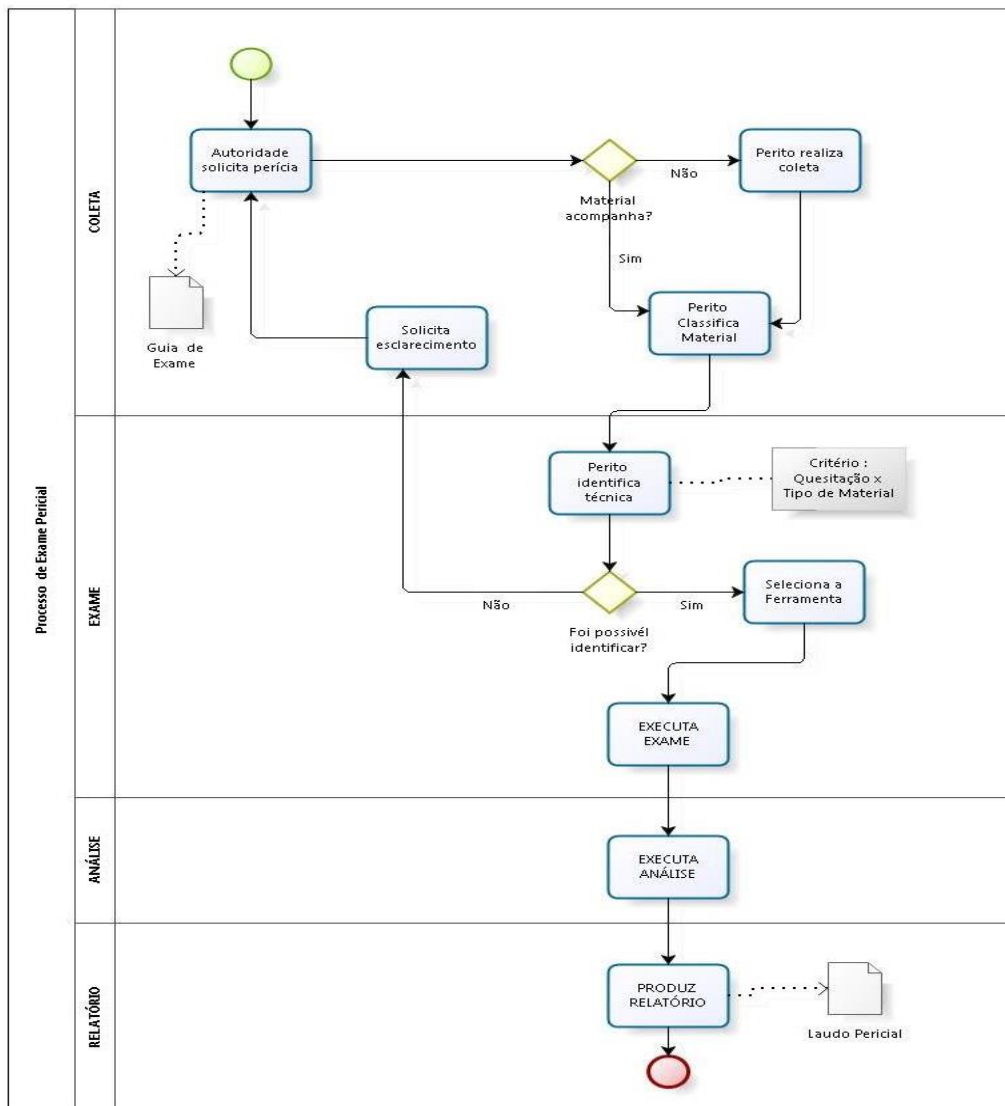 Processo de Exame Pericial
COLETA
Autoridade
solicita perícia
Guia de
Exame
Material
acompanha?
Não
Sim
Perito realiza
coleta
Perito
Classifica
Material
Solicita
esclarecimento
EXAME
Perito
identifica
técnica
Critério :
Quesitação x
Tipo de Material
Foi possivél
identificar?
Não
Sim
Seleciona a
Ferramenta
EXECUTA
EXAME
ANÁLISE
EXECUTA
ANÁLISE
RELATÓRIO
PRODUZ
RELATÓRIO
Laudo Pericial